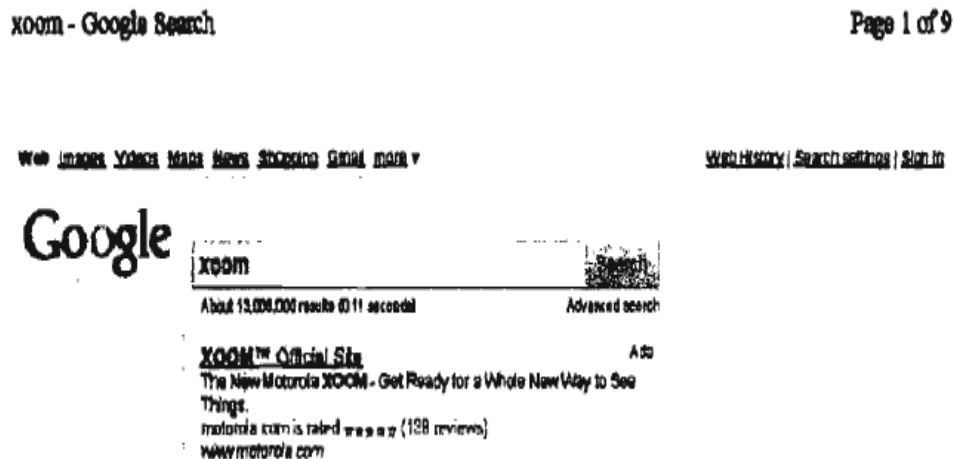 xoom - Google Search Page 1 of 9
Web Images Videos Maps News Shopping Gmail more ▾ Web History | Search settings | Sign in
Google
xoom Search
About results (0.11 seconds) Advanced search
XOOM™ Official Site Ads
The New Motorola XOOM - Get Ready for a Whole New Way to See
Things.
motorola.com is rated ★★★★★ (128 reviews)
www.motorola.com